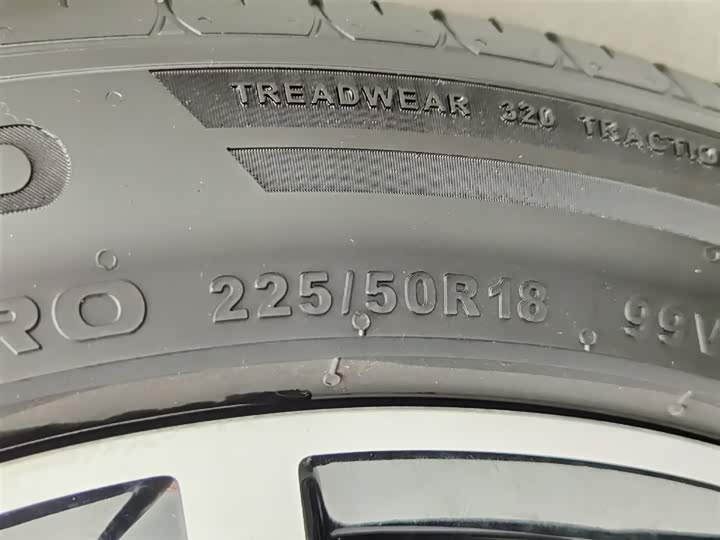 TREADWEAR 320 TRACTIO
RO 225/50R18 99V